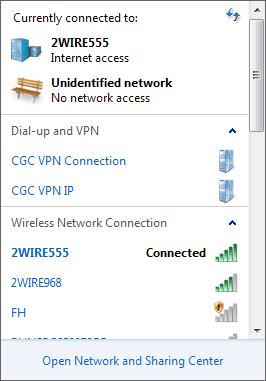 Currently connected to:
2WIRE555
Internet access
Unidentified network
No network access
Dial-up and VPN
CGC VPN Connection
CGC VPN IP
Wireless Network Connection
2WIRE555 Connected
2WIRE968
FH
Open Network and Sharing Center